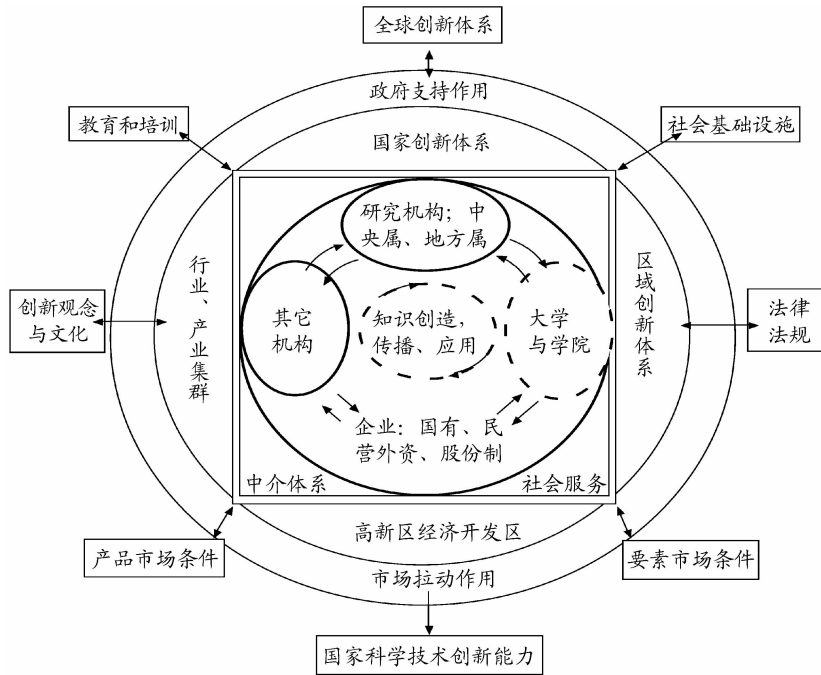 全球创新体系
政府支持作用
教育和培训
社会基础设施
国家创新体系
研究机构；中
央属、地方属
行业、产业集群
区域创新体系
创新观念
与文化
其它
机构
知识创造，
传播、应用
大学
与学院
法律
法规
企业：国有、民
营外资、股份制
中介体系
社会服务
高新区经济开发区
产品市场条件
要素市场条件
市场拉动作用
国家科学技术创新能力